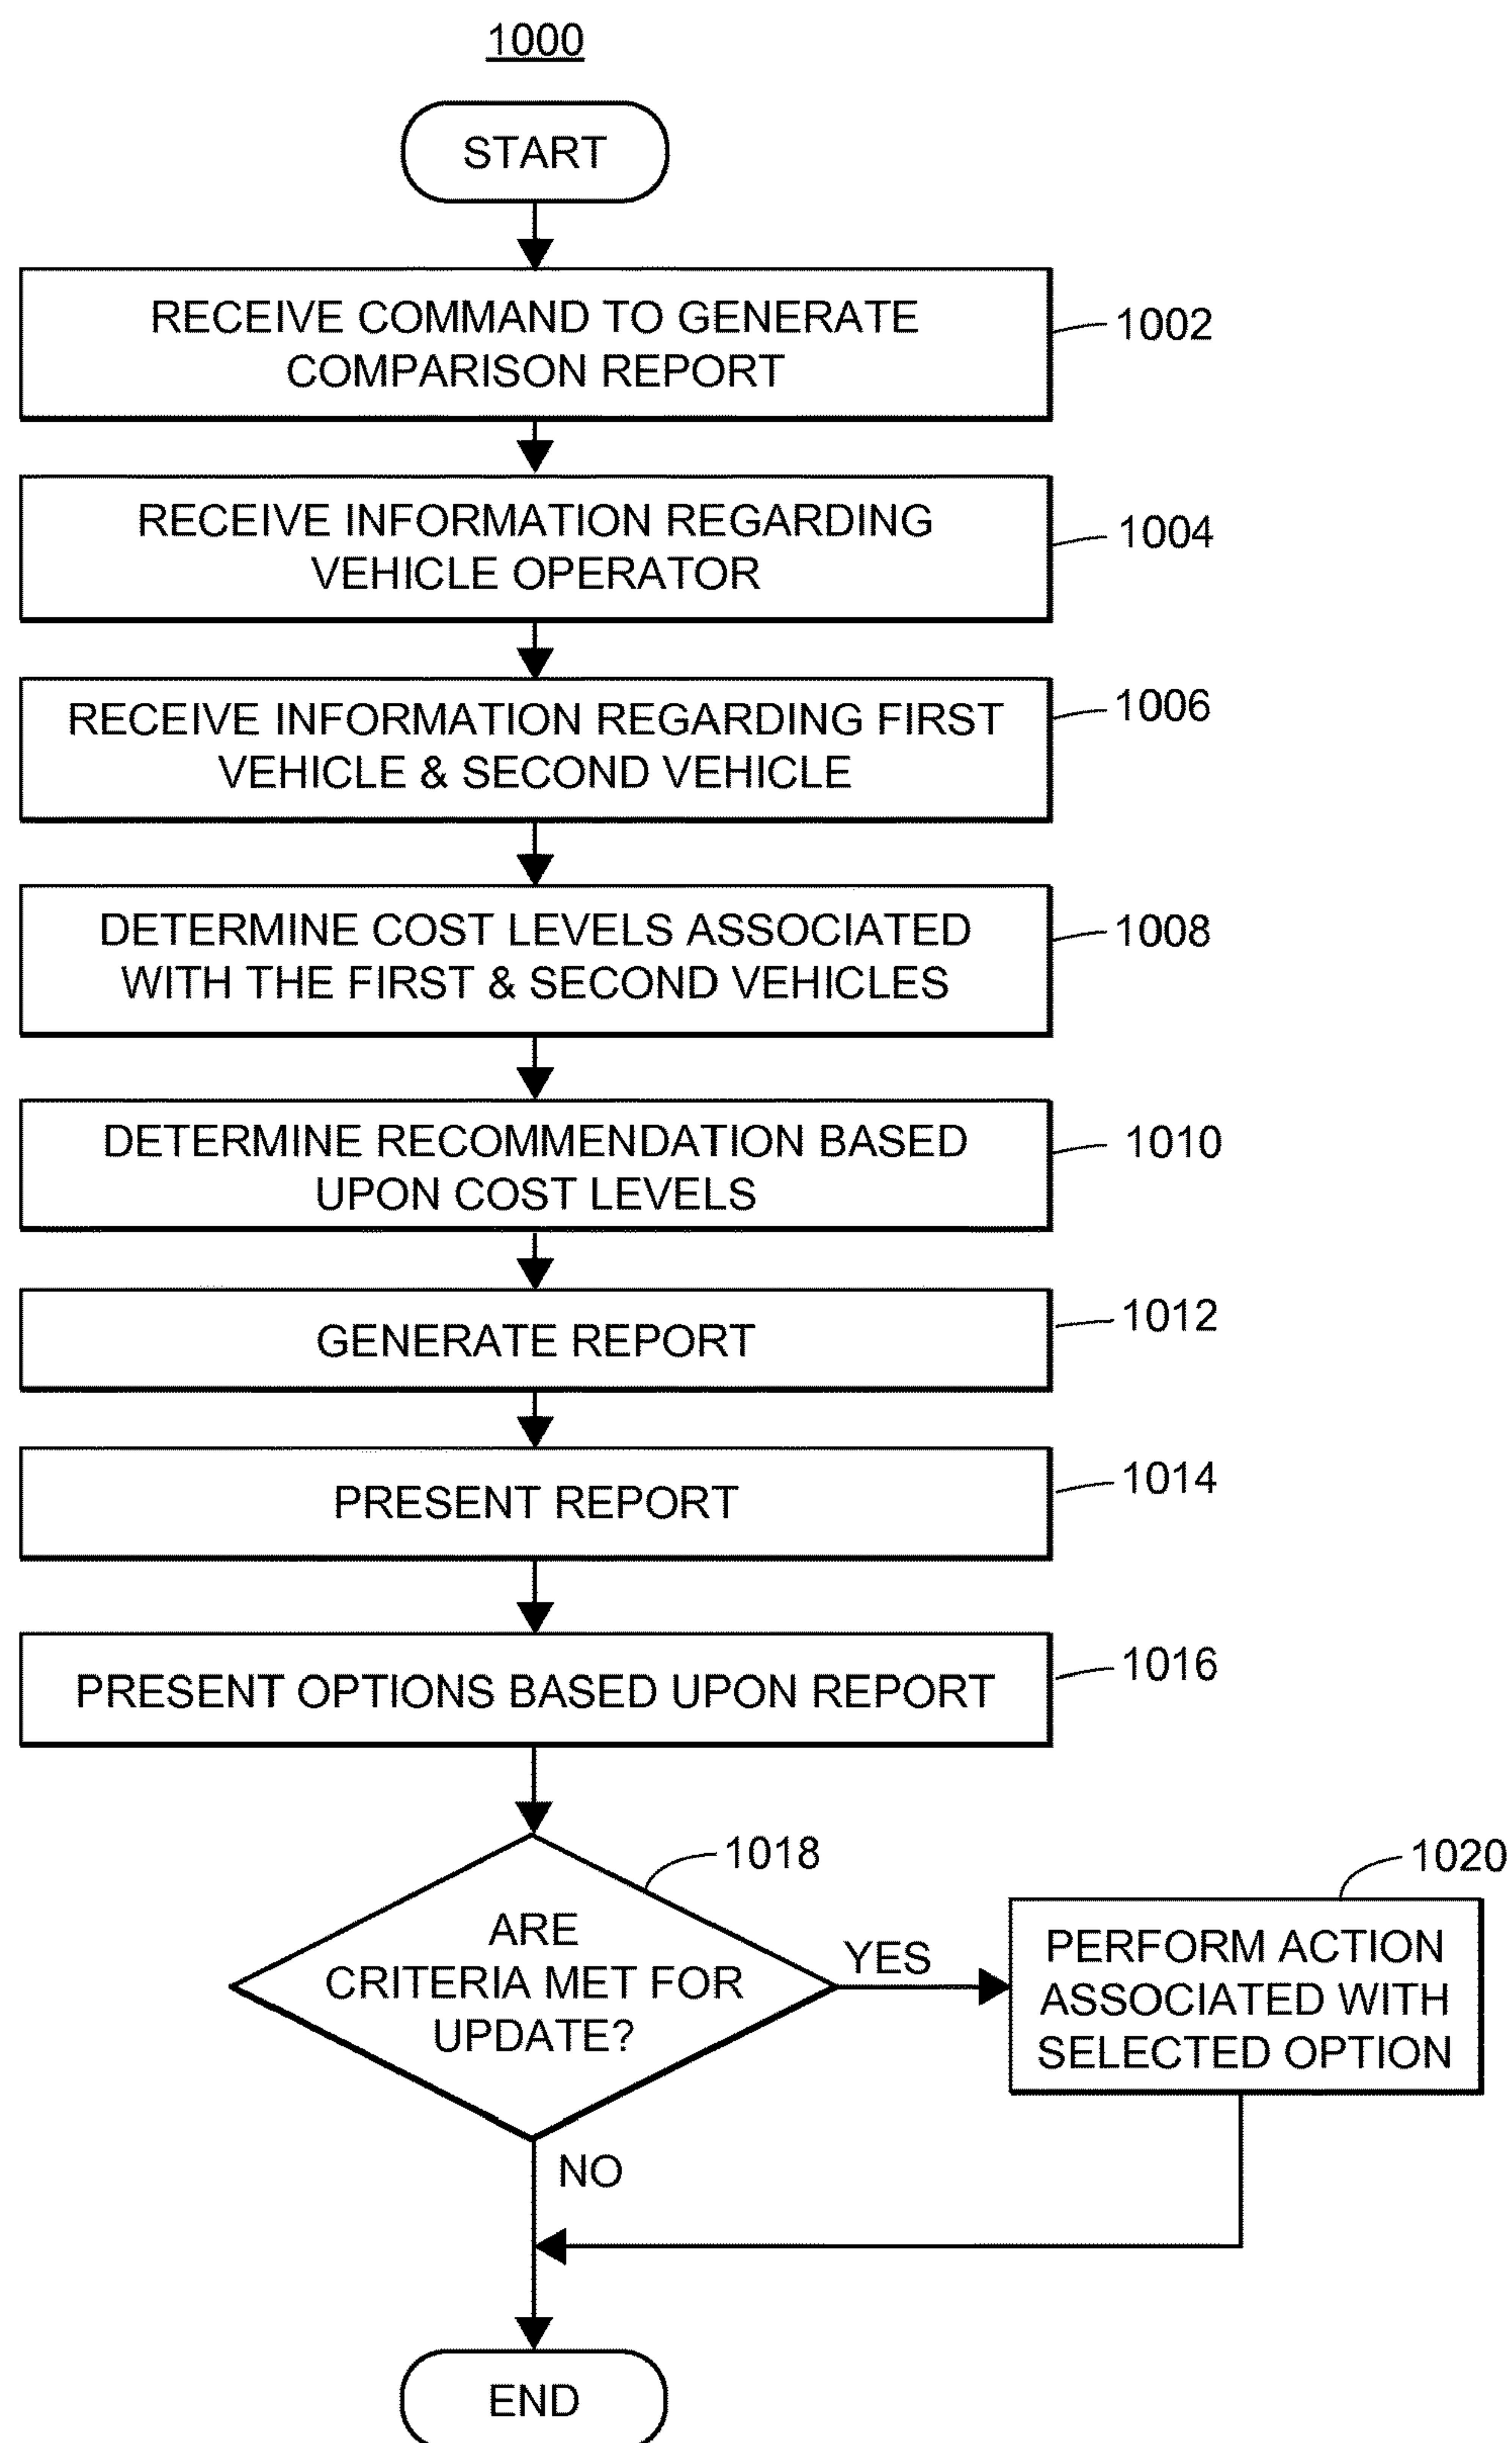 1000
START
RECEIVE COMMAND TO GENERATE
COMPARISON REPORT
1002
RECEIVE INFORMATION REGARDING
VEHICLE OPERATOR
1004
RECEIVE INFORMATION REGARDING FIRST
VEHICLE & SECOND VEHICLE
1006
DETERMINE COST LEVELS ASSOCIATED
WITH THE FIRST & SECOND VEHICLES
1008
DETERMINE RECOMMENDATION BASED
UPON COST LEVELS
1010
GENERATE REPORT
1012
PRESENT REPORT
1014
PRESENT OPTIONS BASED UPON REPORT
1016
ARE
CRITERIA MET FOR
UPDATE?
1018
YES
PERFORM ACTION
ASSOCIATED WITH
SELECTED OPTION
1020
NO
END